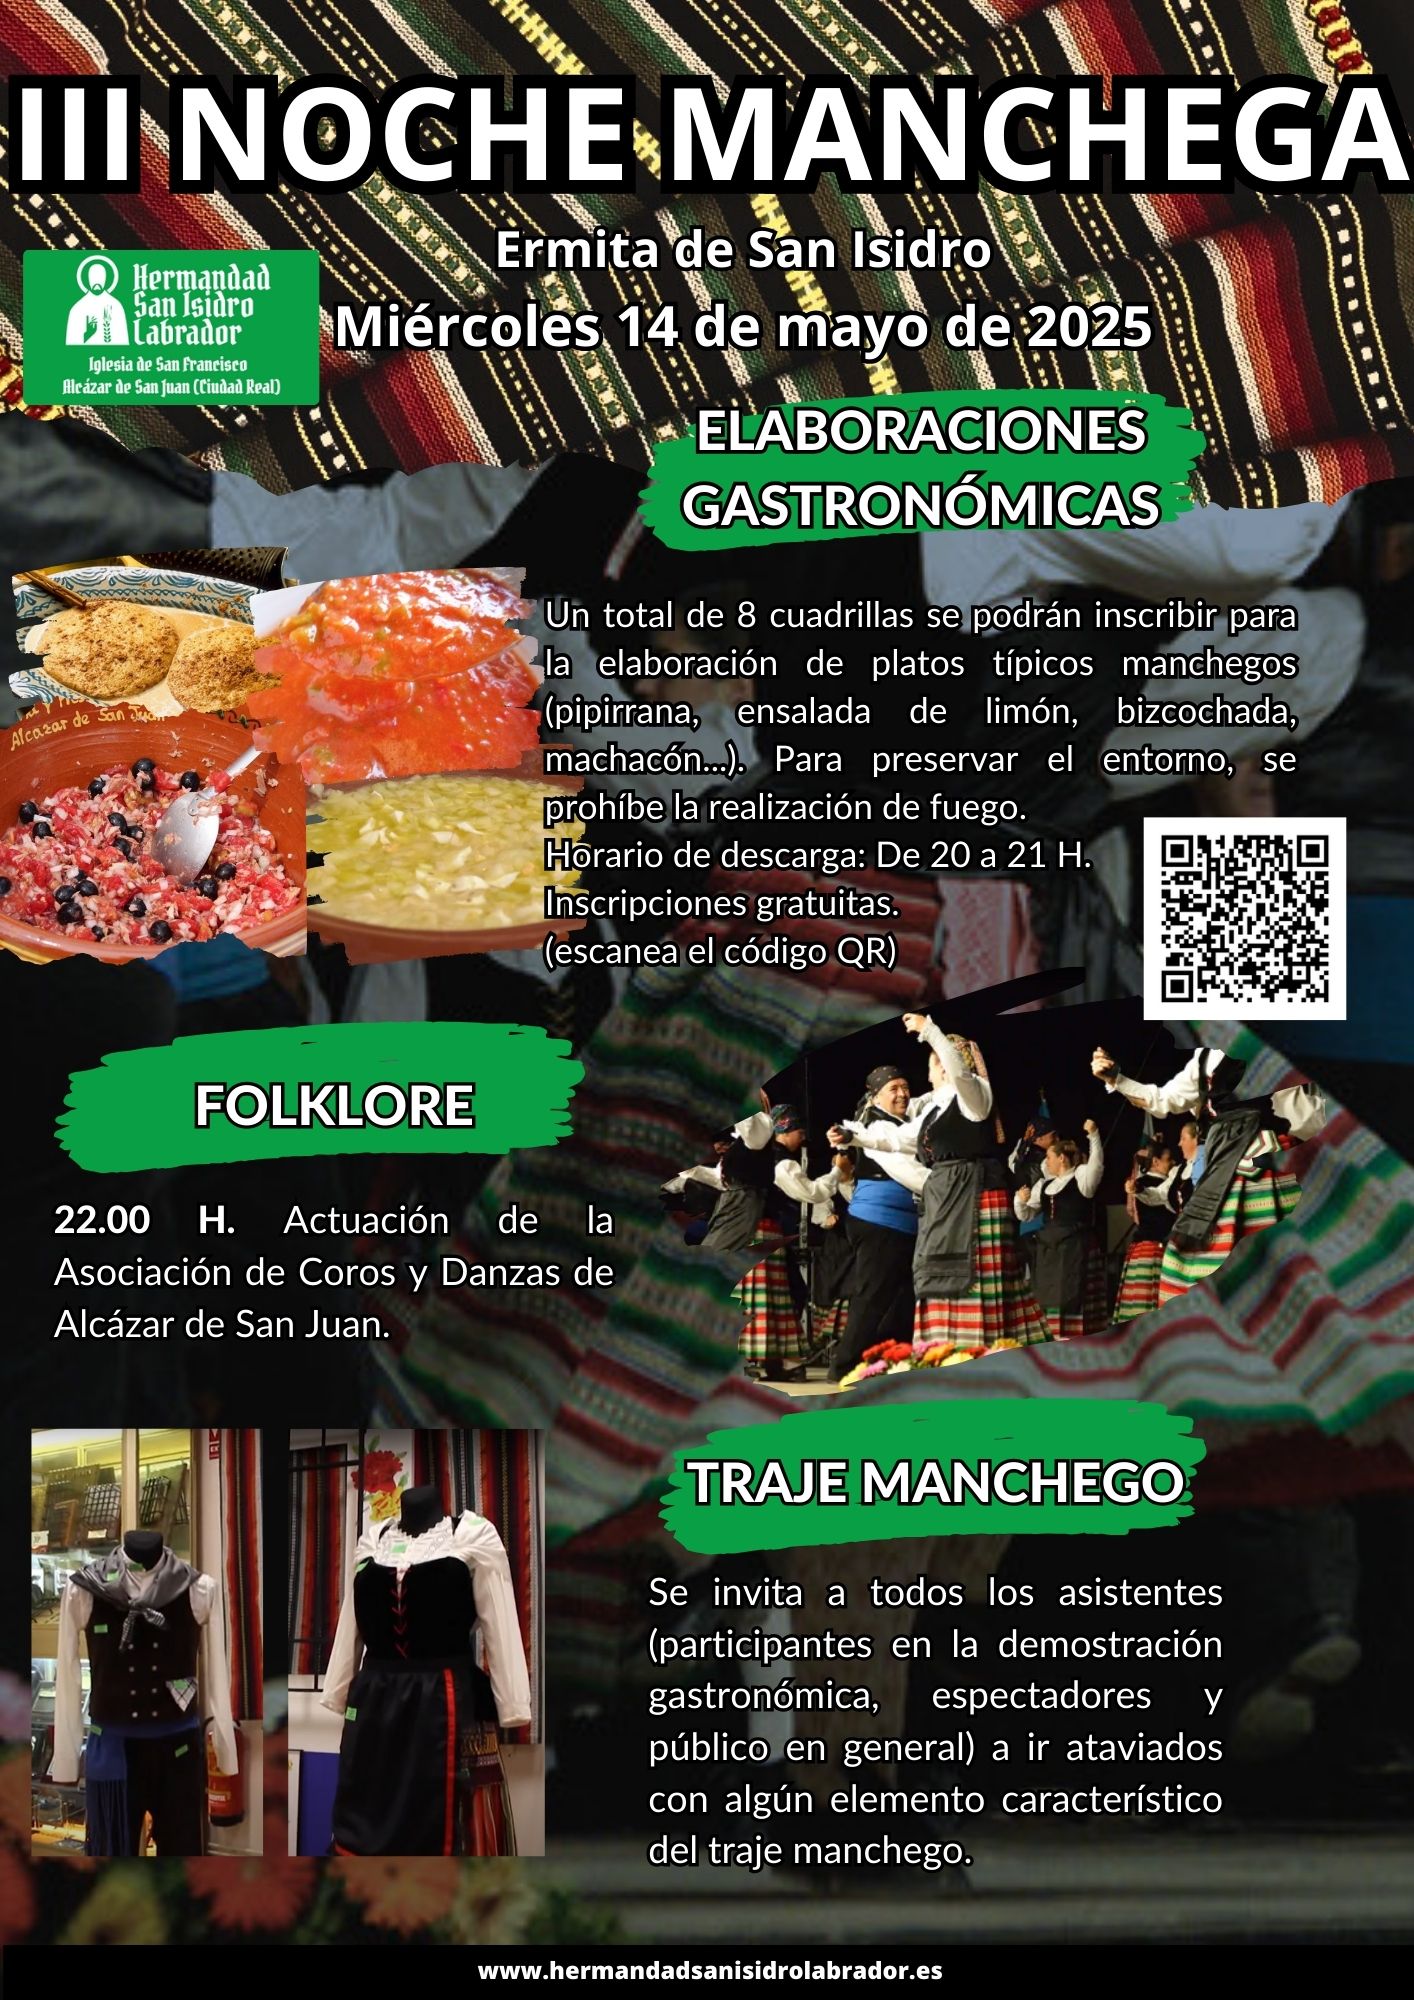 III NOCHE MANCHEGA
Ermita de San Isidro
Miércoles 14 de mayo de 2025
Hermandad
San Isidro
Labrador
Iglesia de San Francisco
Alcázar de San Juan (Ciudad Real)
ELABORACIONES
GASTRONÓMICAS
Un total de 8 cuadrillas se podrán inscribir para
la elaboración de platos típicos manchegos
(pipirrana, ensalada de limón, bizcochada,
machacón...). Para preservar el entorno, se
prohíbe la realización de fuego.
Horario de descarga: De 20 a 21 H.
Inscripciones gratuitas.
(escanea el código QR)
Alcazar de San Juan
FOLKLORE
22.00 H. Actuación de la
Asociación de Coros y Danzas de
Alcázar de San Juan.
TRAJE MANCHEGO
Se invita a todos los asistentes
(participantes en la demostración
gastronómica, espectadores y
público en general) a ir ataviados
con algún elemento característico
del traje manchego.
www.hermandadsanisidrolabrador.es